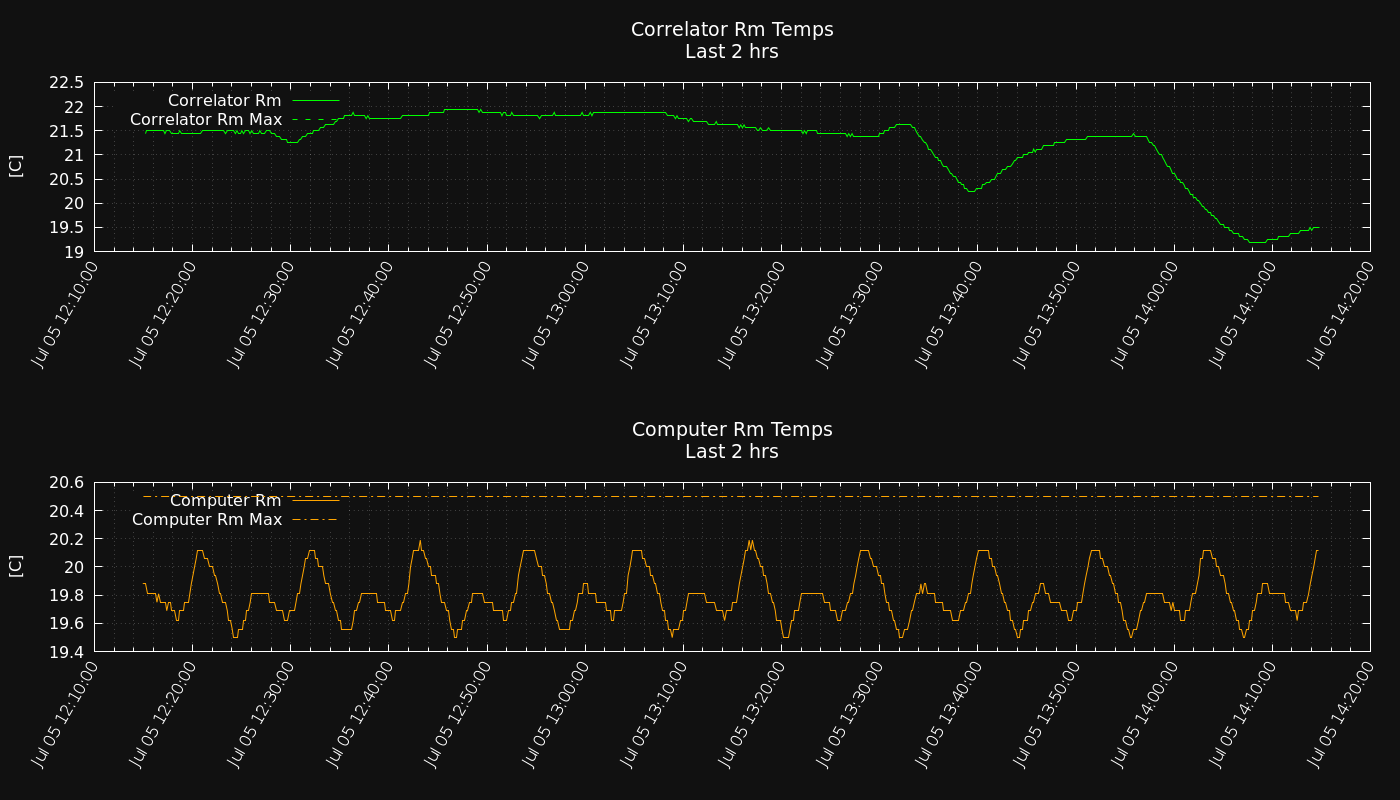 Correlator Rm Temps
Last 2 hrs
22.5
22
21.5
21
20.5
20
19.5
19
[C]
Correlator Rm
Correlator Rm Max
Jul 05 12:10:00
Jul 05 12:20:00
Jul 05 12:30:00
Jul 05 12:40:00
Jul 05 12:50:00
Jul 05 13:00:00
Jul 05 13:10:00
Jul 05 13:20:00
Jul 05 13:30:00
Jul 05 13:40:00
Jul 05 13:50:00
Jul 05 14:00:00
Jul 05 14:10:00
Jul 05 14:20:00
Computer Rm Temps
Last 2 hrs
20.6
20.4
20.2
20
19.8
19.6
19.4
[C]
Computer Rm
Computer Rm Max
Jul 05 12:10:00
Jul 05 12:20:00
Jul 05 12:30:00
Jul 05 12:40:00
Jul 05 12:50:00
Jul 05 13:00:00
Jul 05 13:10:00
Jul 05 13:20:00
Jul 05 13:30:00
Jul 05 13:40:00
Jul 05 13:50:00
Jul 05 14:00:00
Jul 05 14:10:00
Jul 05 14:20:00